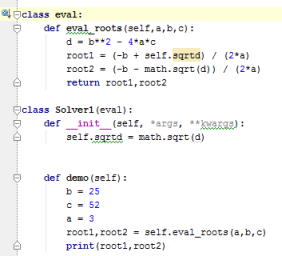 class eval:
    def eval_roots(self,a,b,c):
        d = b**2 - 4*a*c
        root1 = (-b + self.sqrtd) / (2*a)
        root2 = (-b - math.sqrt(d)) / (2*a)
        return root1,root2
class Solver1(eval):
    def __init__(self, *args, **kwargs):
        self.sqrtd = math.sqrt(d)
    def demo(self):
        b = 25
        c = 52
        a = 3
        root1,root2 = self.eval_roots(a,b,c)
        print(root1,root2)